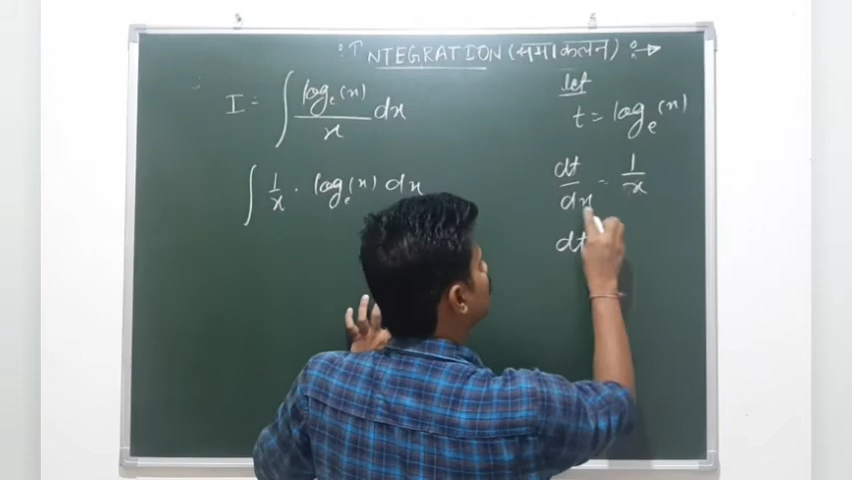 INTEGRATION (समाकलन) :→
I = ∫ logₑ(x)/x dx
∫ 1/x · logₑ(x) dx
let
t = logₑ(x)
dt/dx = 1/x
dt